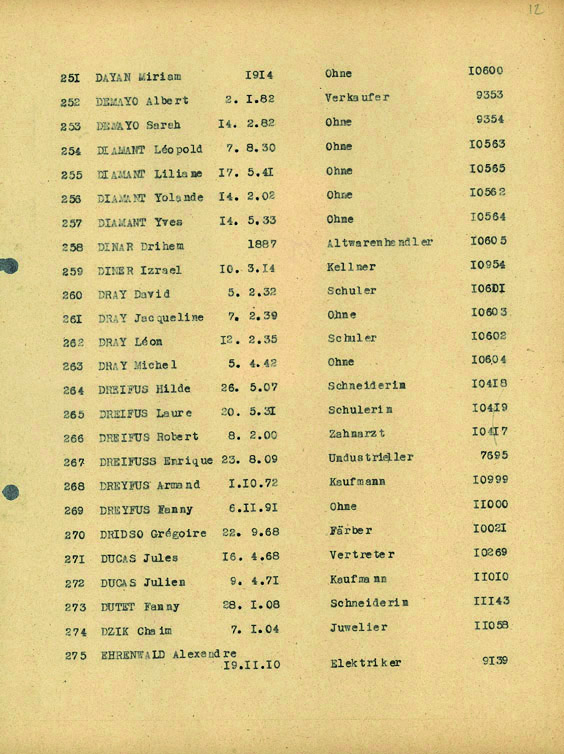 12
251 DAYAN Miriam 1914 Ohne 10600
252 DEMAYO Albert 2. 1.82 Verkaufer 9353
253 DEMAYO Sarah 14. 2.82 Ohne 9354
254 DIAMANT Léopold 7. 8.30 Ohne 10563
255 DIAMANT Liliane 17. 5.41 Ohne 10565
256 DIAMANT Yolande 14. 2.02 Ohne 10562
257 DIAMANT Yves 14. 5.33 Ohne 10564
258 DINAR Drihem 1887 Altwarenhendler 10605
259 DINER Izrael 10. 3.14 Kellner 10954
260 DRAY David 5. 2.32 Schuler 10601
261 DRAY Jacqueline 7. 2.39 Ohne 10603
262 DRAY Léon 12. 2.35 Schuler 10602
263 DRAY Michel 5. 4.42 Ohne 10604
264 DREIFUS Hilde 26. 5.07 Schneiderin 10418
265 DREIFUS Laure 20. 5.31 Schulerin 10419
266 DREIFUS Robert 8. 2.00 Zahnarzt 10417
267 DREIFUSS Enrique 23. 8.09 Undustrieller 7695
268 DREYFUS Armand 1.10.72 Kaufmann 10999
269 DREYFUS Fanny 6.11.91 Ohne 11000
270 DRIDSO Grégoire 22. 9.68 Färber 10021
271 DUCAS Jules 16. 4.68 Vertreter 10269
272 DUCAS Julien 9. 4.71 Kaufmann 11010
273 DUTET Fanny 28. 1.08 Schneiderin 11143
274 DZIK Chaim 7. 1.04 Juwelier 11058
275 EHRENWALD Alexandre
19.11.10 Elektriker 9139